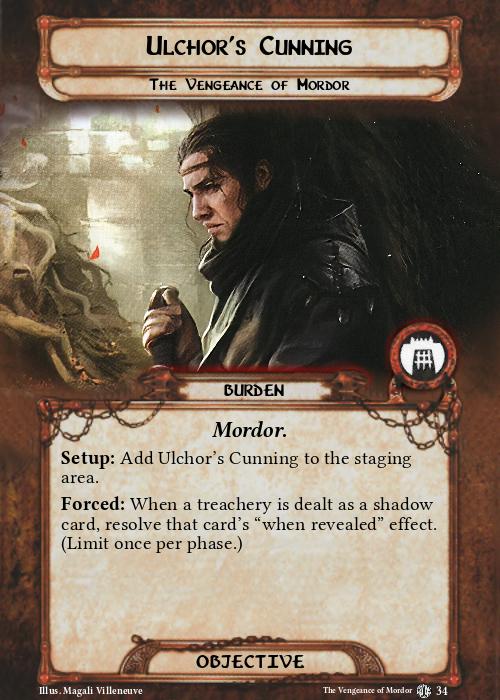 Ulchor's Cunning
The Vengeance of Mordor
BURDEN
Mordor.
Setup: Add Ulchor's Cunning to the staging
area.
Forced: When a treachery is dealt as a shadow
card, resolve that card's “when revealed” effect.
(Limit once per phase.)
OBJECTIVE
Illus. Magali Villeneuve
The Vengeance of Mordor 34